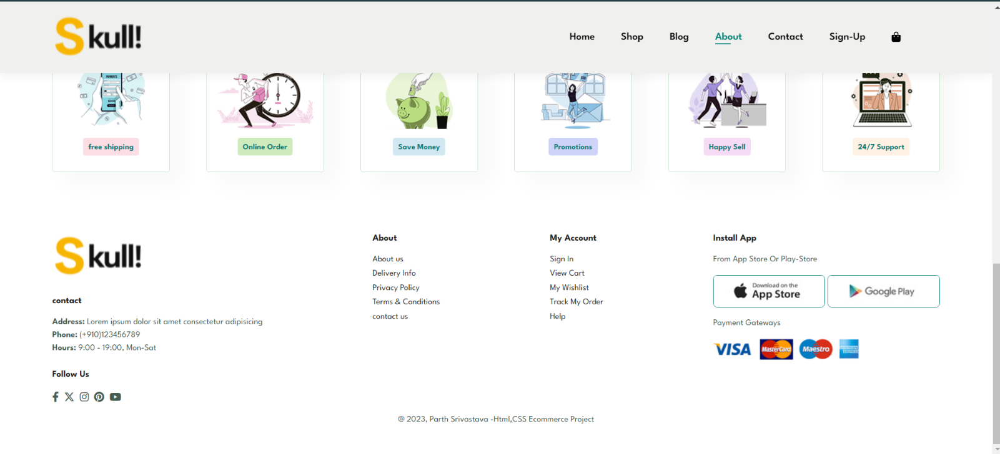 Skull!
Home Shop Blog About Contact Sign-Up
PAYMENTS
free shipping
Online Order
Save Money
Promotions
Happy Sell
24/7 Support
Skull!
contact
Address: Lorem ipsum dolor sit amet consectetur adipisicing
Phone: (+910)123456789
Hours: 9:00 - 19:00, Mon-Sat
Follow Us
About
About us
Delivery Info
Privacy Policy
Terms & Conditions
contact us
My Account
Sign In
View Cart
My Wishlist
Track My Order
Help
Install App
From App Store Or Play-Store
Download on the
App Store
Google Play
Payment Gateways
VISA MasterCard Maestro
@ 2023, Parth Srivastava -Html,CSS Ecommerce Project